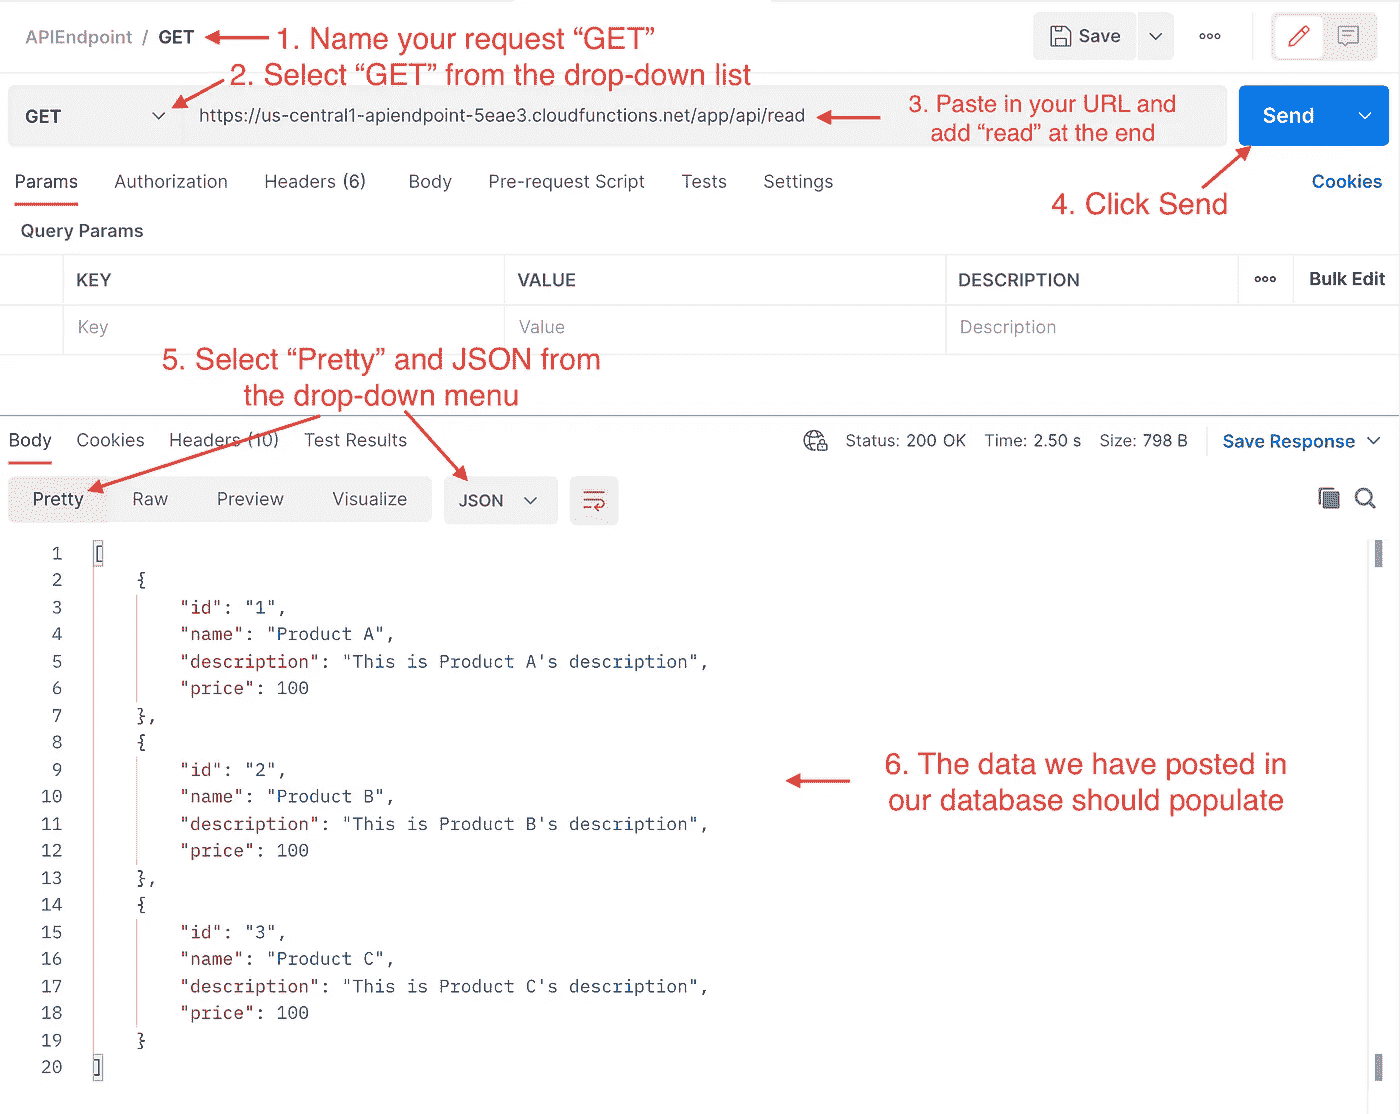 APIEndpoint / GET
1. Name your request “GET”
Save
2. Select “GET” from the drop-down list
GET
https://us-central1-apiendpoint-5eae3.cloudfunctions.net/app/api/read
3. Paste in your URL and
add “read” at the end
Send
Params Authorization Headers (6) Body Pre-request Script Tests Settings Cookies
4. Click Send
Query Params
KEY VALUE DESCRIPTION Bulk Edit
Key Value Description
5. Select “Pretty” and JSON from
the drop-down menu
Body Cookies Headers (10) Test Results Status: 200 OK Time: 2.50 s Size: 798 B Save Response
Pretty Raw Preview Visualize JSON
1 [
2 {
3 "id": "1",
4 "name": "Product A",
5 "description": "This is Product A's description",
6 "price": 100
7 },
8 {
9 "id": "2",
10 "name": "Product B",
11 "description": "This is Product B's description",
12 "price": 100
13 },
14 {
15 "id": "3",
16 "name": "Product C",
17 "description": "This is Product C's description",
18 "price": 100
19 }
20 ]
6. The data we have posted in
our database should populate